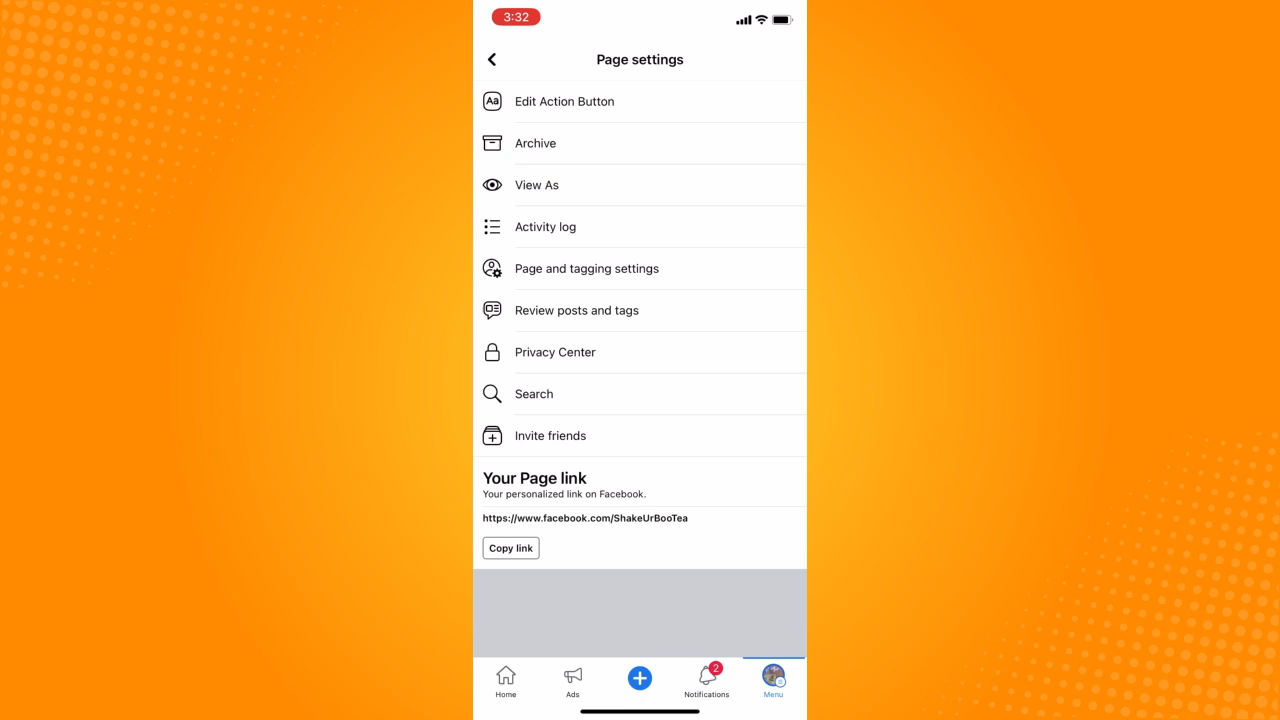 3:32
Page settings
Aa
Edit Action Button
Archive
View As
Activity log
Page and tagging settings
Review posts and tags
Privacy Center
Search
Invite friends
Your Page link
Your personalized link on Facebook.
https://www.facebook.com/ShakeUrBooTea
Copy link
2
Home
Ads
Notifications
Menu